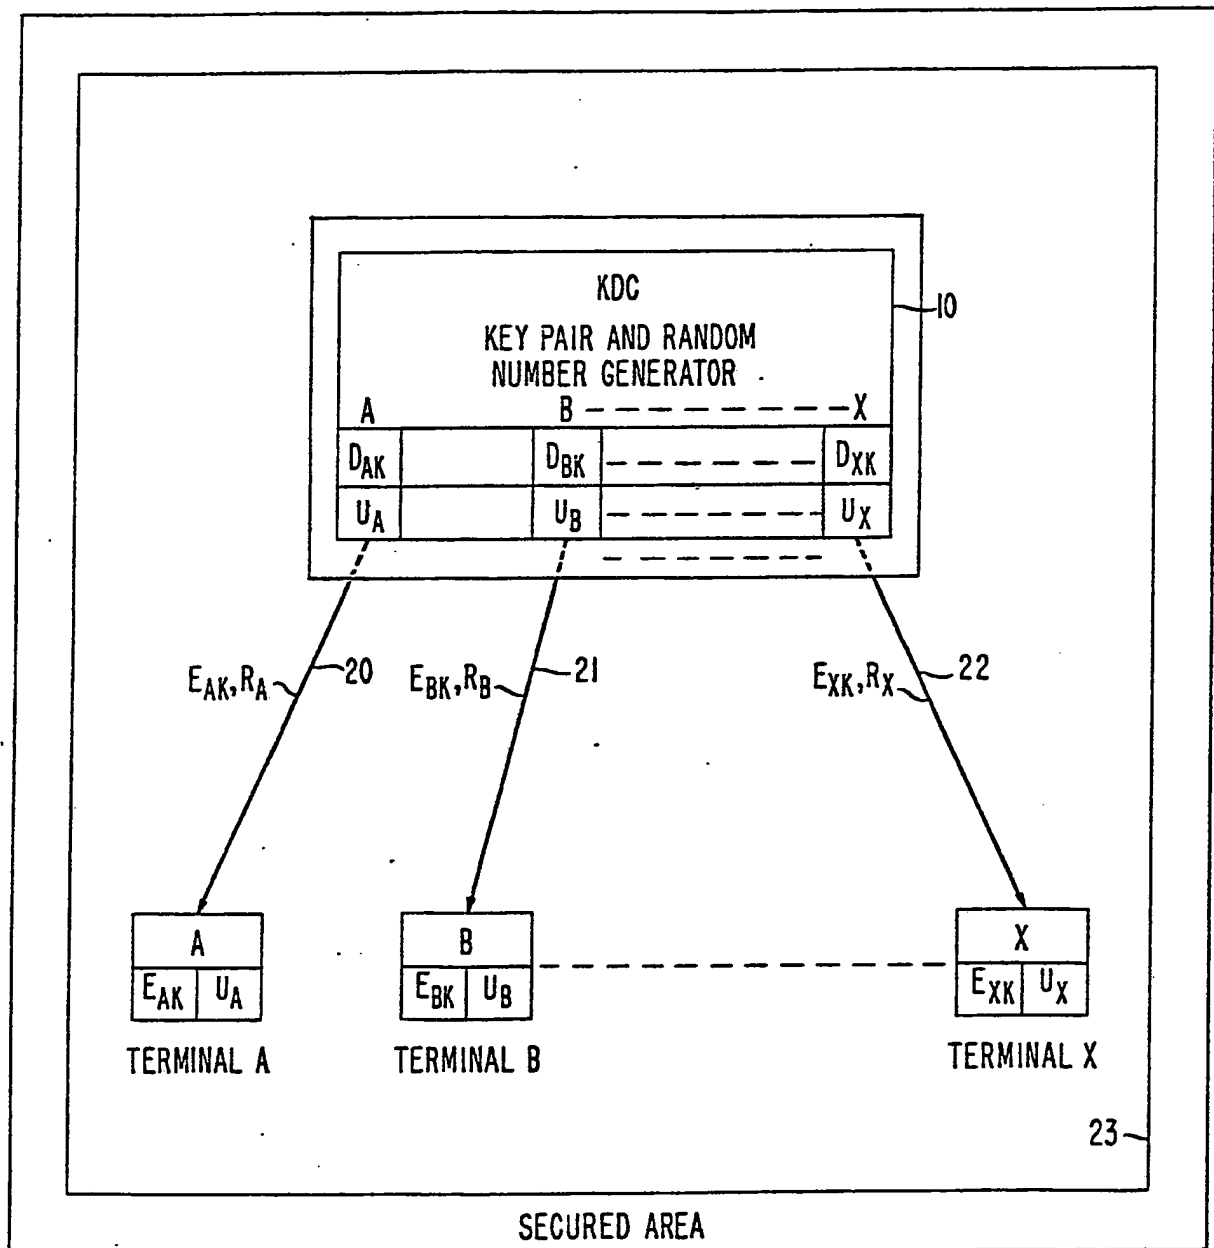 KDC
KEY PAIR AND RANDOM
NUMBER GENERATOR
A B X
D_AK D_BK D_XK
U_A U_B U_X
10
E_AK, R_A 20 E_BK, R_B 21 E_XK, R_X 22
A B X
E_AK U_A E_BK U_B E_XK U_X
TERMINAL A TERMINAL B TERMINAL X
23
SECURED AREA